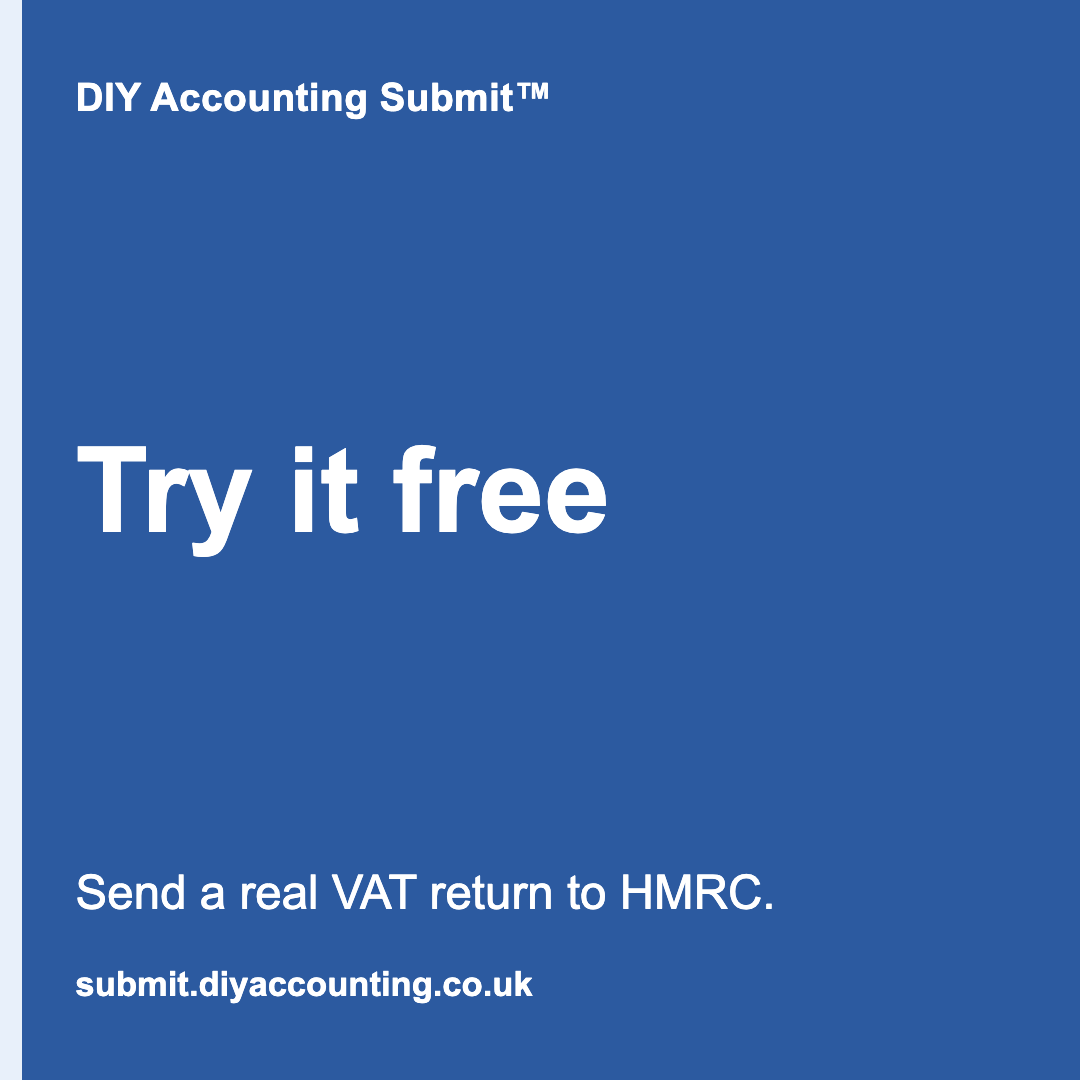 DIY Accounting Submit™
Try it free
Send a real VAT return to HMRC.
submit.diyaccounting.co.uk